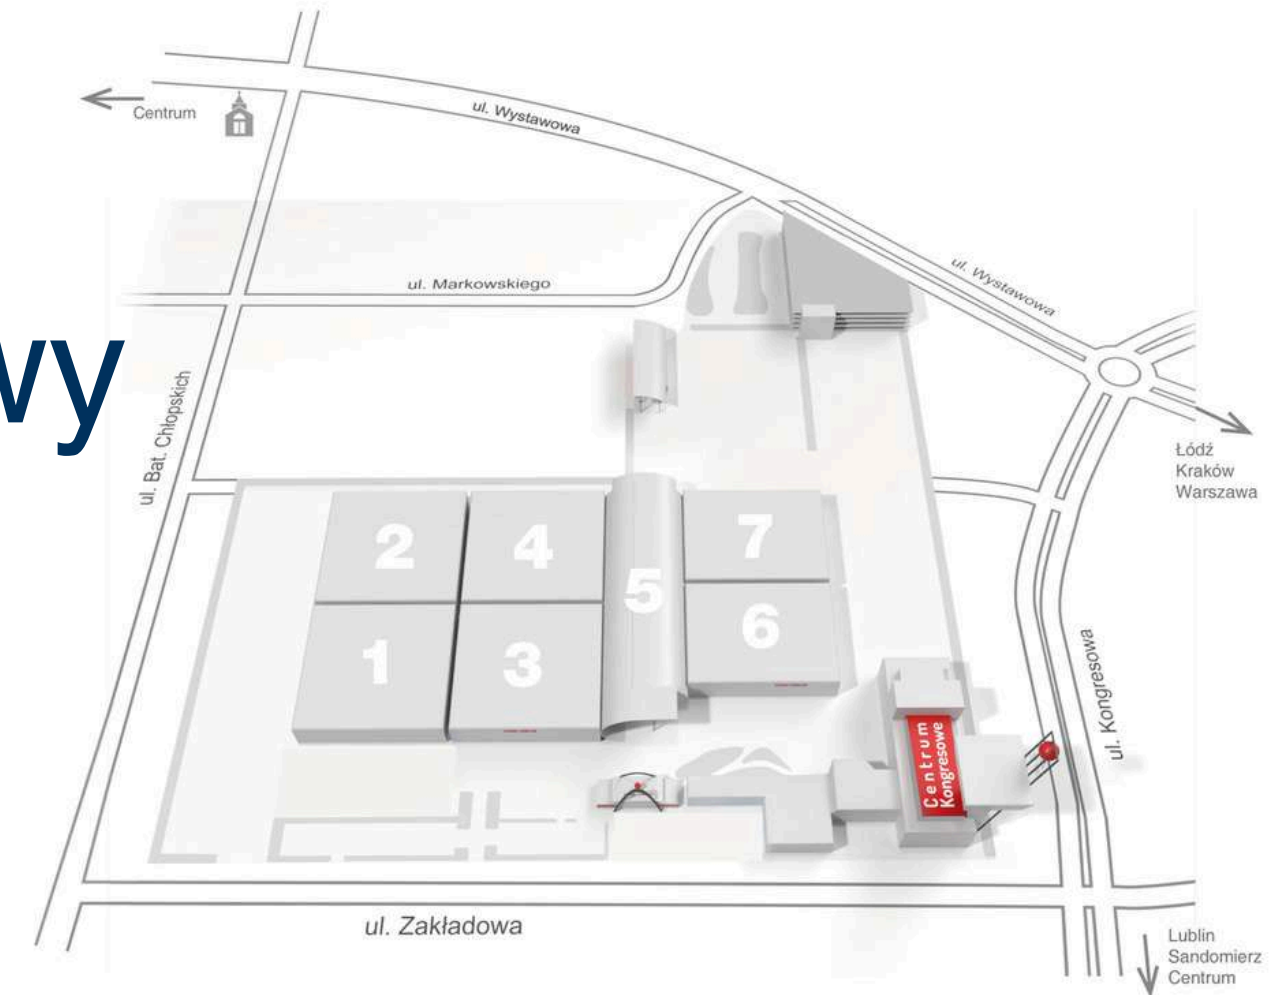 Centrum
ul. Wystawowa
ul. Wystawowa
ul. Markowskiego
wy
ul. Bat. Chłopskich
Łódź
Kraków
Warszawa
2
4
7
5
6
1
3
ul. Kongresowa
Centrum
Kongresowe
ul. Zakładowa
Lublin
Sandomierz
Centrum